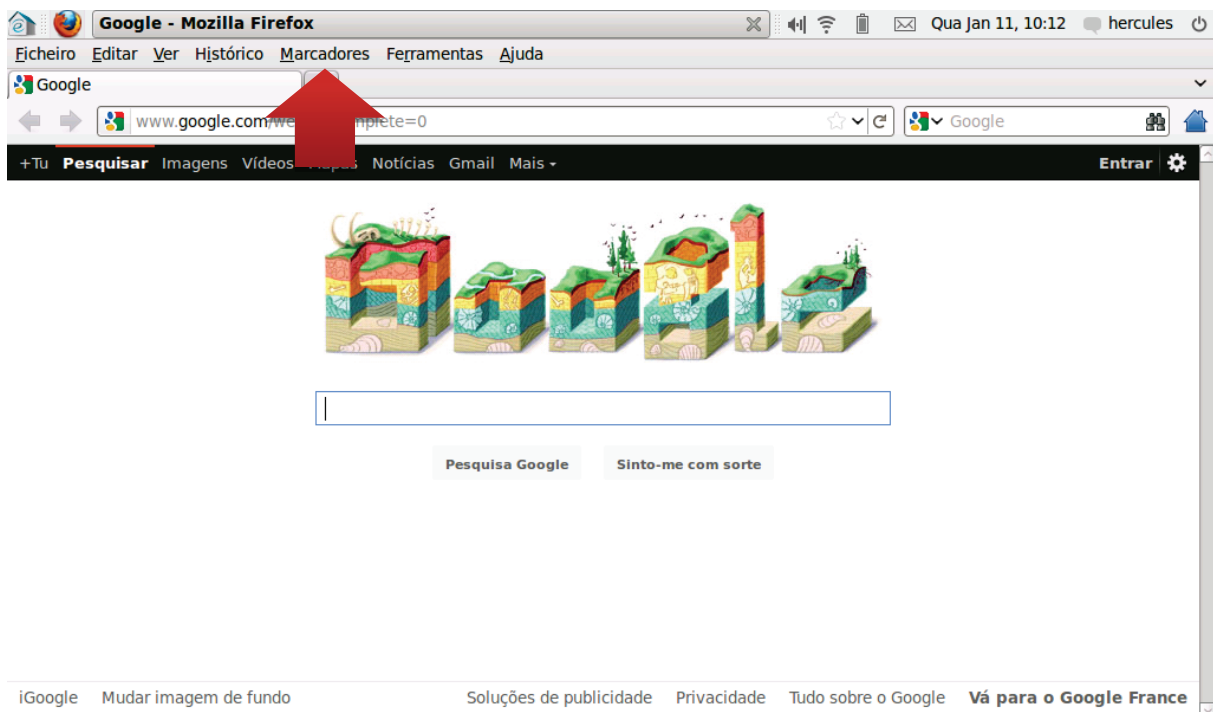 Google - Mozilla Firefox Qua Jan 11, 10:12 hercules
Ficheiro Editar Ver Histórico Marcadores Ferramentas Ajuda
Google
www.google.com/we =0 Google
+Tu Pesquisar Imagens Vídeos Notícias Gmail Mais
Entrar
Google
Pesquisa Google Sinto-me com sorte
iGoogle Mudar imagem de fundo Soluções de publicidade Privacidade Tudo sobre o Google Vá para o Google France